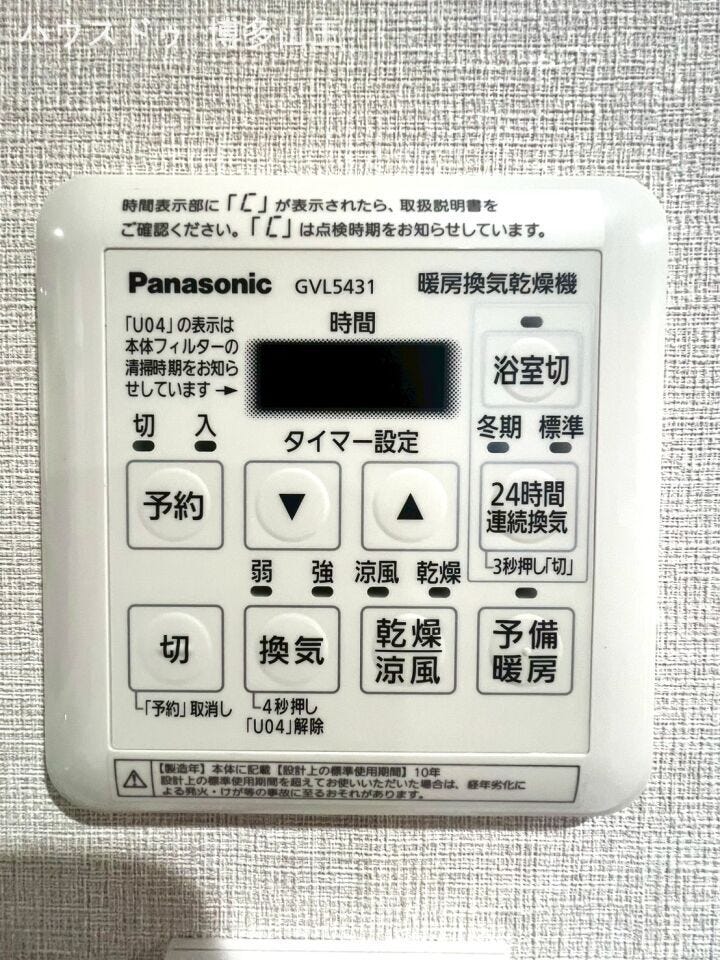 ハウスドゥ 博多山王
時間表示部に「[」が表示されたら、取扱説明書を
ご確認ください。「[」は点検時期をお知らせしています。
Panasonic GVL5431 暖房換気乾燥機
「U04」の表示は
本体フィルターの
清掃時期をお知ら
せしています→
時間
浴室切
切 入
タイマー設定
冬期 標準
予約
▼
▲
24時間
連続換気
3秒押し「切」
弱 強 涼風 乾燥
切
換気
乾燥
涼風
予備
暖房
「予約」取消し
4秒押し
「U04」解除
【製造年】本体に記載【設計上の標準使用期間】10年
設計上の標準使用期間を超えてお使いいただいた場合は、経年劣化に
よる発火・けが等の事故に至るおそれがあります。